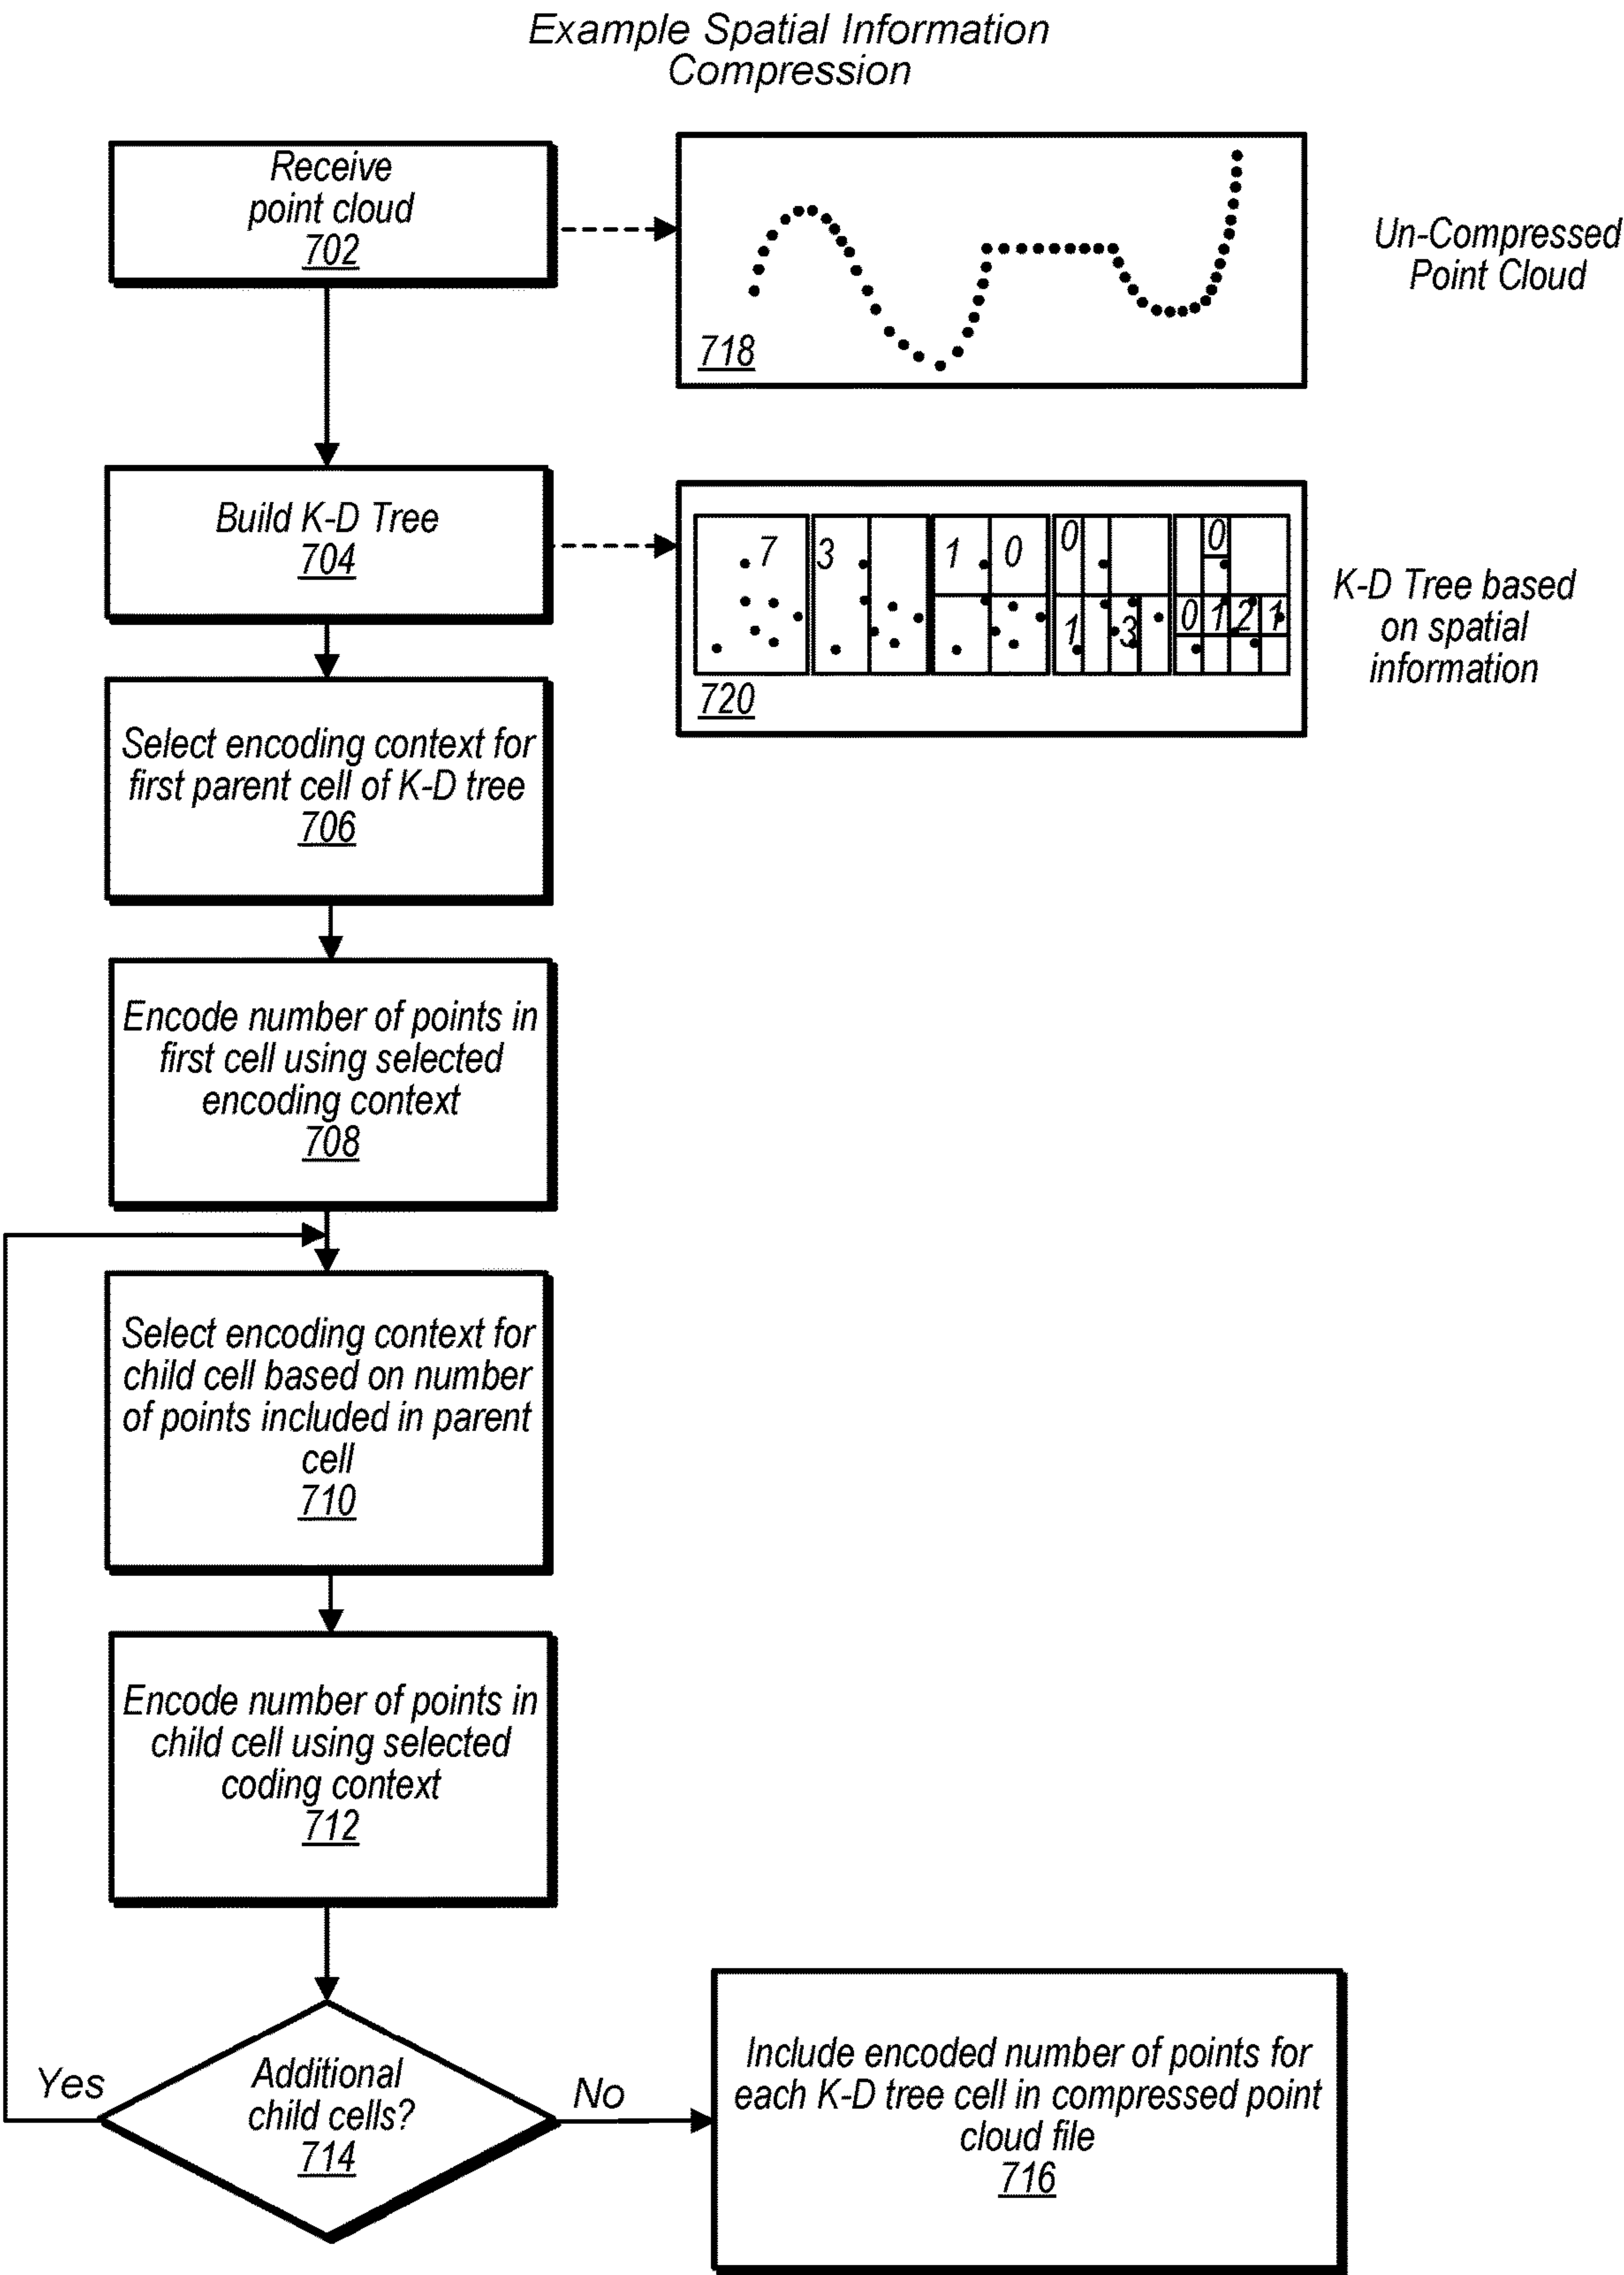 Example Spatial Information
Compression
Receive
point cloud
702
718
Un-Compressed
Point Cloud
Build K-D Tree
704
7 3 1 0 0 0
1 3 0 1 2 1
720
K-D Tree based
on spatial
information
Select encoding context for
first parent cell of K-D tree
706
Encode number of points in
first cell using selected
encoding context
708
Select encoding context for
child cell based on number
of points included in parent
cell
710
Encode number of points in
child cell using selected
coding context
712
Additional
child cells?
714
Yes
No
Include encoded number of points for
each K-D tree cell in compressed point
cloud file
716